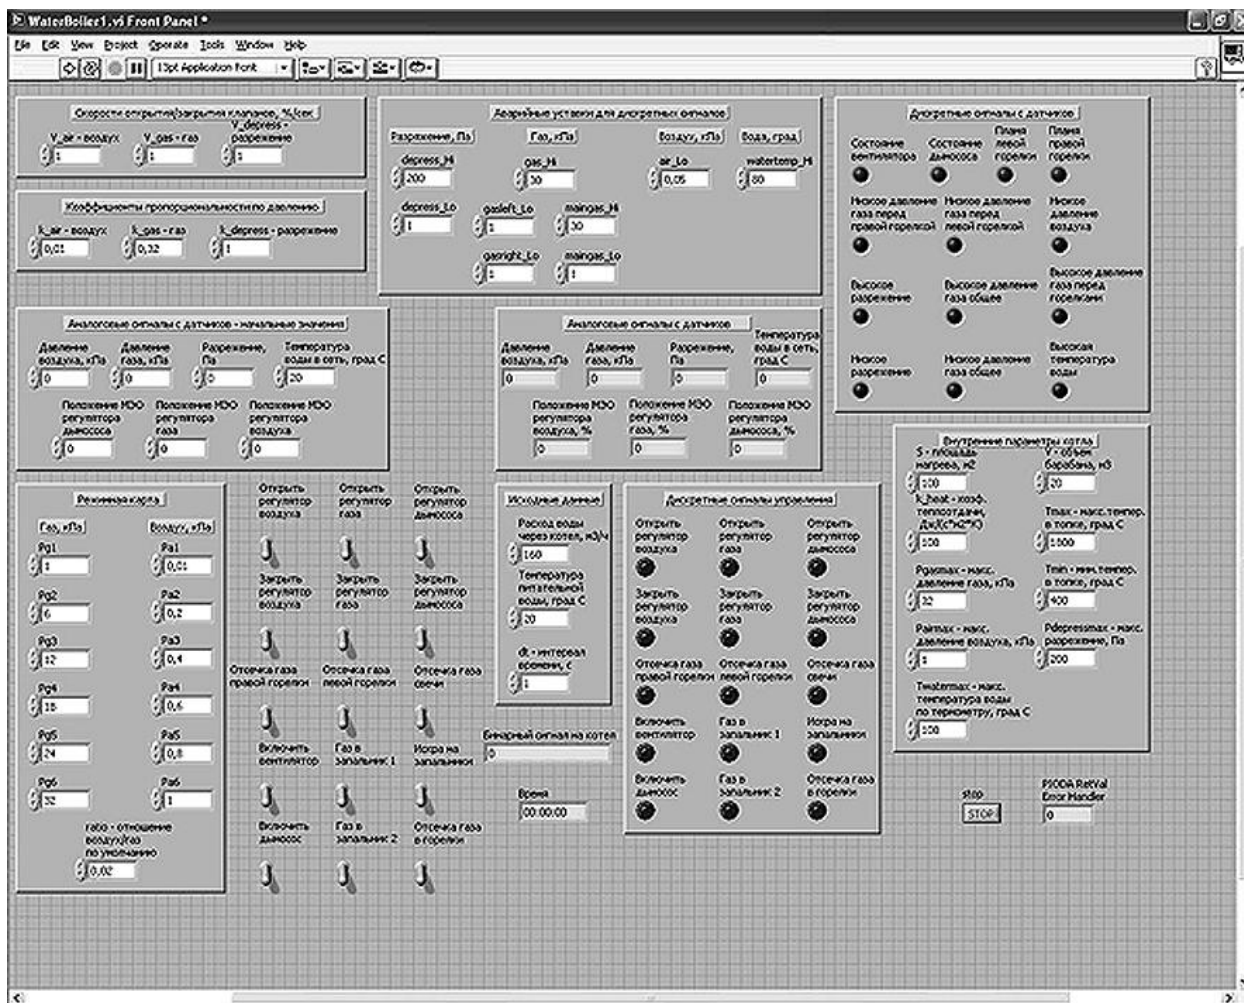 WaterBoiler1.vi Front Panel *
File Edit View Project Operate Tools Window Help
13pt Application Font
Скорости открытия/закрытия клапанов, %/сек
V_air - воздух
1
V_gas - газ
1
V_depress -
разрежение
1
Коэффициенты пропорциональности по давлению
k_air - воздух
0,01
k_gas - газ
0,32
k_depress - разрежение
1
Аварийные уставки для дискретных сигналов
Разряжение, Па
Газ, кПа
Воздух, кПа
Вода, град
depress_Hi
200
gas_Hi
30
air_Lo
0,05
watertemp_Hi
80
depress_Lo
1
gasleft_Lo
1
maingas_Hi
30
gasright_Lo
1
maingas_Lo
1
Дискретные сигналы с датчиков
Состояние
вентилятора
Состояние
дымососа
Пламя
левой
горелки
Пламя
правой
горелки
Низкое давление
газа перед
правой горелкой
Низкое давление
газа перед
левой горелкой
Низкое
давление
воздуха
Высокое
разрежение
Высокое давление
газа общее
Высокое давление
газа перед
горелками
Низкое
разрежение
Низкое давление
газа общее
Высокая
температура
воды
Аналоговые сигналы с датчиков - начальные значения
Давление
воздуха, кПа
0
Давление
газа, кПа
0
Разрежение,
Па
0
Температура
воды в сеть, град С
20
Положение МЭО
регулятора
дымососа
0
Положение МЭО
регулятора
газа
0
Положение МЭО
регулятора
воздуха
0
Аналоговые сигналы с датчиков
Давление
воздуха, кПа
0
Давление
газа, кПа
0
Разрежение,
Па
0
Температура
воды в сеть,
град С
0
Положение МЭО
регулятора
воздуха, %
0
Положение МЭО
регулятора
газа, %
0
Положение МЭО
регулятора
дымососа, %
0
Внутренние параметры котла
S - площадь
нагрева, м2
100
V - объем
барабана, м3
20
k_heat - коэф.
теплоотдачи,
Дж/(с*м2*К)
100
Tmax - макс.темпер.
в топке, град С
1800
Pgasmax - макс.
давление газа, кПа
32
Tmin - мин.темпер.
в топке, град С
400
Pairmax - макс.
давление воздуха, кПа
1
Pdepressmax - макс.
разрежение, Па
200
Twatermax - макс.
температура воды
по термометру, град С
100
Режимная карта
Газ, кПа
Воздух, кПа
Pg1
1
Pa1
0,01
Pg2
6
Pa2
0,2
Pg3
12
Pa3
0,4
Pg4
18
Pa4
0,6
Pg5
24
Pa5
0,8
Pg6
32
Pa6
1
ratio - отношение
воздух/газ
по умолчанию
0,02
Открыть
регулятор
воздуха
Открыть
регулятор
газа
Открыть
регулятор
дымососа
Закрыть
регулятор
воздуха
Закрыть
регулятор
газа
Закрыть
регулятор
дымососа
Отсечка газа
правой горелки
Отсечка газа
левой горелки
Отсечка газа
свечи
Включить
вентилятор
Газ в
запальник 1
Искра на
запальники
Включить
дымосос
Газ в
запальник 2
Отсечка газа
в горелки
Исходные данные
Расход воды
через котел, м3/ч
160
Температура
питательной
воды, град С
20
dt - интервал
времени, с
1
Бинарный сигнал на котел
0
Время
00:00:00
Дискретные сигналы управления
Открыть
регулятор
воздуха
Открыть
регулятор
газа
Открыть
регулятор
дымососа
Закрыть
регулятор
воздуха
Закрыть
регулятор
газа
Закрыть
регулятор
дымососа
Отсечка газа
правой горелки
Отсечка газа
левой горелки
Отсечка газа
свечи
Включить
вентилятор
Газ в
запальник 1
Искра на
запальники
Включить
дымосос
Газ в
запальник 2
Отсечка газа
в горелки
stop
STOP
PIODA RetVal
Error Handler
0